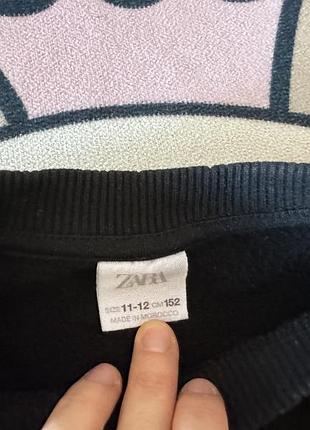 ZARA
SIZE 11-12 CM 152
MADE IN MOROCCO